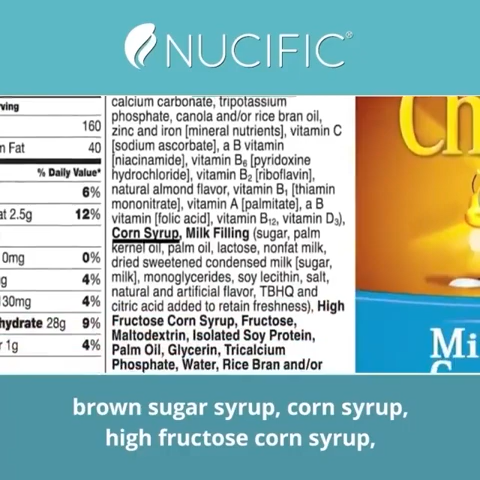 NUCIFIC®
rving
160
n Fat
40
% Daily Value*
6%
at 2.5g
12%
0mg
0%
g
4%
130mg
4%
hydrate 28g
9%
r 1g
4%
calcium carbonate, tripotassium
phosphate, canola and/or rice bran oil,
zinc and iron [mineral nutrients], vitamin C
[sodium ascorbate], a B vitamin
[niacinamide], vitamin B6 [pyridoxine
hydrochloride], vitamin B2 [riboflavin],
natural almond flavor, vitamin B1 [thiamin
mononitrate], vitamin A [palmitate], a B
vitamin [folic acid], vitamin B12, vitamin D3),
Corn Syrup, Milk Filling (sugar, palm
kernel oil, palm oil, lactose, nonfat milk,
dried sweetened condensed milk [sugar,
milk], monoglycerides, soy lecithin, salt,
natural and artificial flavor, TBHQ and
citric acid added to retain freshness), High
Fructose Corn Syrup, Fructose,
Maltodextrin, Isolated Soy Protein,
Palm Oil, Glycerin, Tricalcium
Phosphate, Water, Rice Bran and/or
Ch
Mi
brown sugar syrup, corn syrup,
high fructose corn syrup,